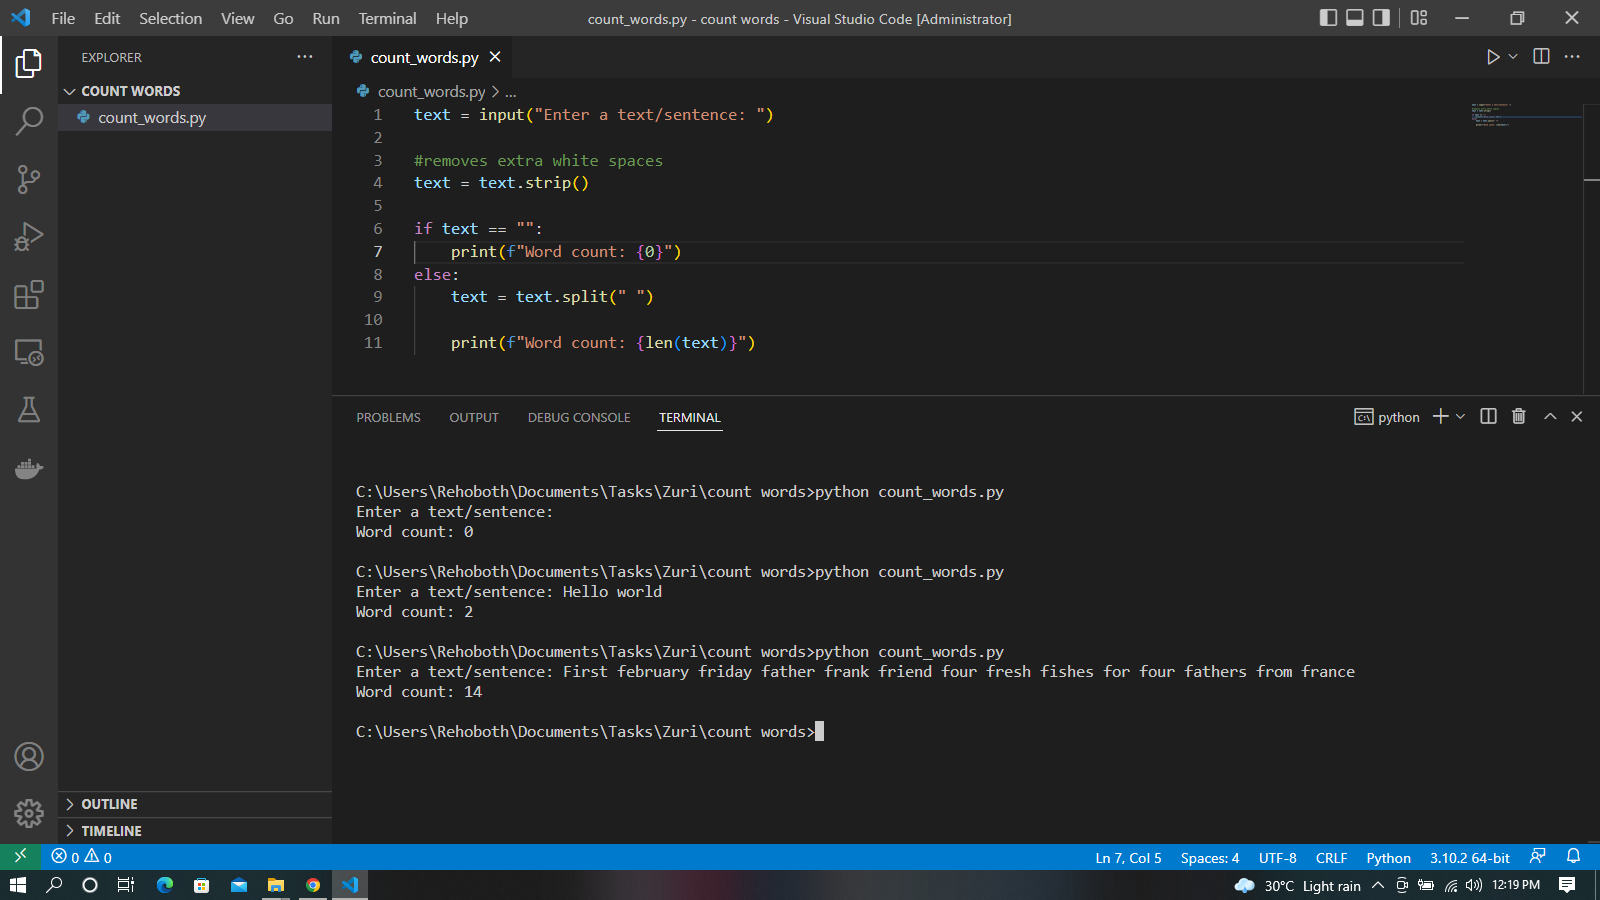 File Edit Selection View Go Run Terminal Help
count_words.py - count words - Visual Studio Code [Administrator]
EXPLORER
COUNT WORDS
count_words.py
OUTLINE
TIMELINE
count_words.py
count_words.py > ...
1 text = input("Enter a text/sentence: ")
2
3 #removes extra white spaces
4 text = text.strip()
5
6 if text == "":
7     print(f"Word count: {0}")
8 else:
9     text = text.split(" ")
10
11     print(f"Word count: {len(text)}")
PROBLEMS OUTPUT DEBUG CONSOLE TERMINAL
python
C:\Users\Rehoboth\Documents\Tasks\Zuri\count words>python count_words.py
Enter a text/sentence:
Word count: 0
C:\Users\Rehoboth\Documents\Tasks\Zuri\count words>python count_words.py
Enter a text/sentence: Hello world
Word count: 2
C:\Users\Rehoboth\Documents\Tasks\Zuri\count words>python count_words.py
Enter a text/sentence: First february friday father frank friend four fresh fishes for four fathers from france
Word count: 14
C:\Users\Rehoboth\Documents\Tasks\Zuri\count words>
0 0
Ln 7, Col 5 Spaces: 4 UTF-8 CRLF Python 3.10.2 64-bit
30°C Light rain 12:19 PM